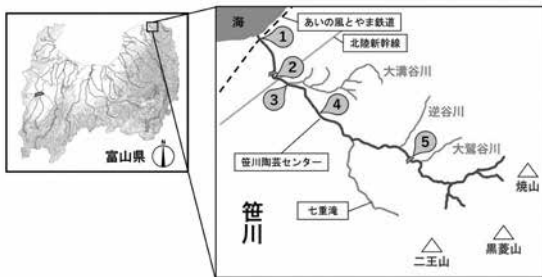 海
あいの風とやま鉄道
北陸新幹線
1
2
3
4
5
大溝谷川
逆谷川
大鷲谷川
笹川陶芸センター
七重滝
笹川
焼山
黒菱山
二王山
富山県
N